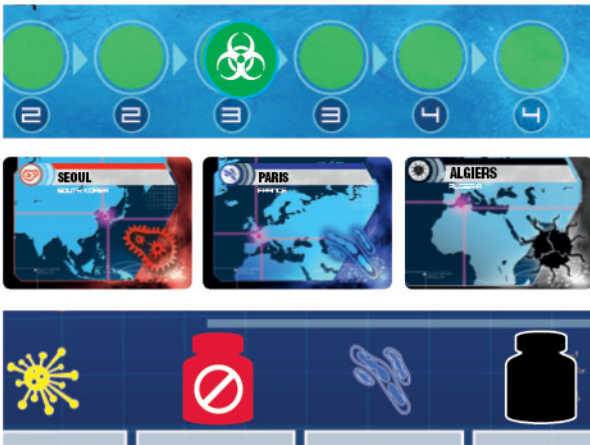 2 2 3 3 4 4
SEOUL
SOUTH KOREA
PARIS
FRANCE
ALGIERS
ALGERIA